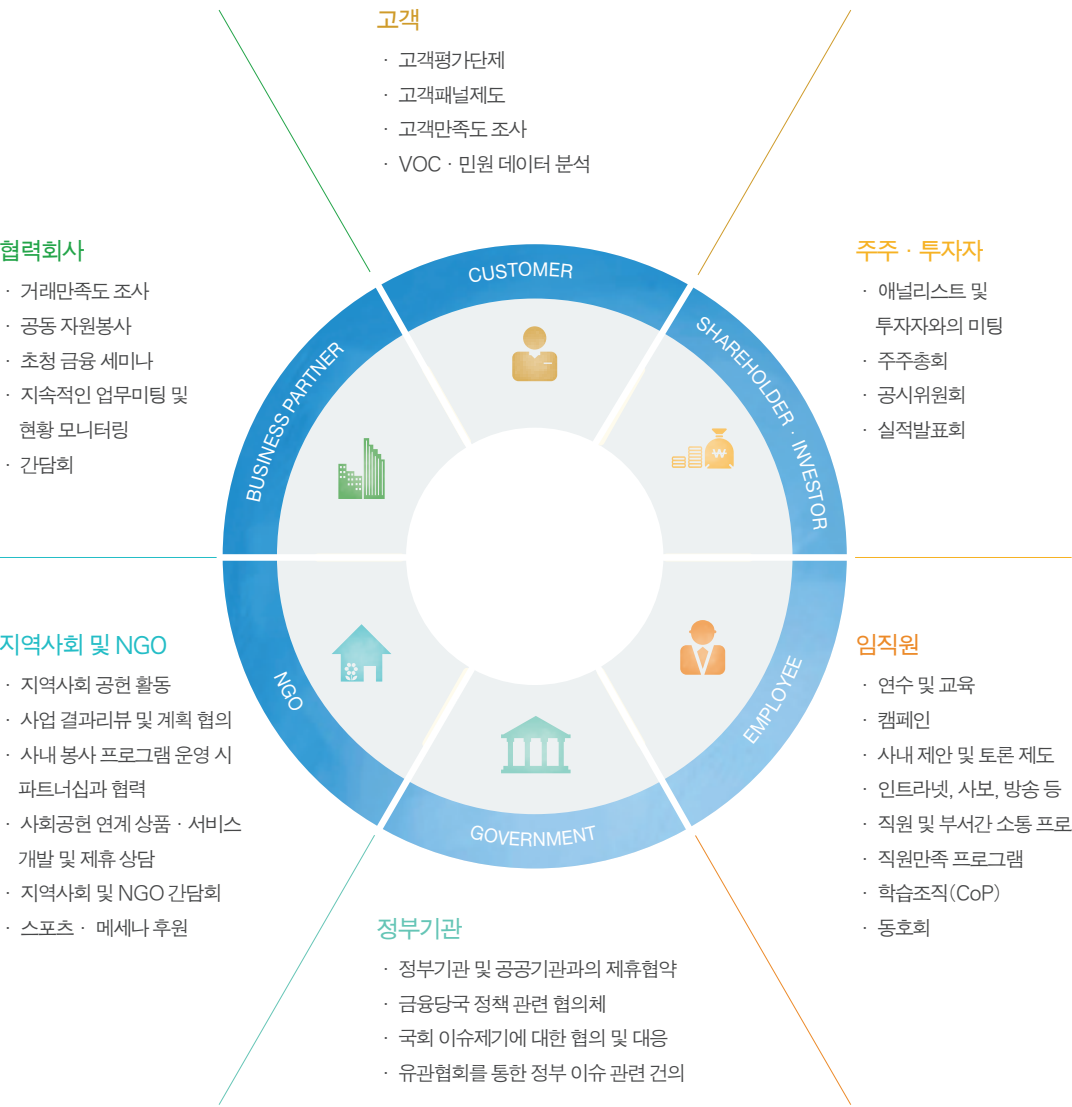 고객
· 고객평가단제
· 고객패널제도
· 고객만족도 조사
· VOC · 민원 데이터 분석
협력회사
· 거래만족도 조사
· 공동 자원봉사
· 초청 금융 세미나
· 지속적인 업무미팅 및
현황 모니터링
· 간담회
주주 · 투자자
· 애널리스트 및
투자자와의 미팅
· 주주총회
· 공시위원회
· 실적발표회
CUSTOMER
SHAREHOLDER · INVESTOR
BUSINESS PARTNER
NGO
EMPLOYEE
GOVERNMENT
지역사회 및 NGO
· 지역사회 공헌 활동
· 사업 결과리뷰 및 계획 협의
· 사내 봉사 프로그램 운영 시
파트너십과 협력
· 사회공헌 연계 상품 · 서비스
개발 및 제휴 상담
· 지역사회 및 NGO 간담회
· 스포츠 · 메세나 후원
임직원
· 연수 및 교육
· 캠페인
· 사내 제안 및 토론 제도
· 인트라넷, 사보, 방송 등
· 직원 및 부서간 소통 프로
· 직원만족 프로그램
· 학습조직(CoP)
· 동호회
정부기관
· 정부기관 및 공공기관과의 제휴협약
· 금융당국 정책 관련 협의체
· 국회 이슈제기에 대한 협의 및 대응
· 유관협회를 통한 정부 이슈 관련 건의